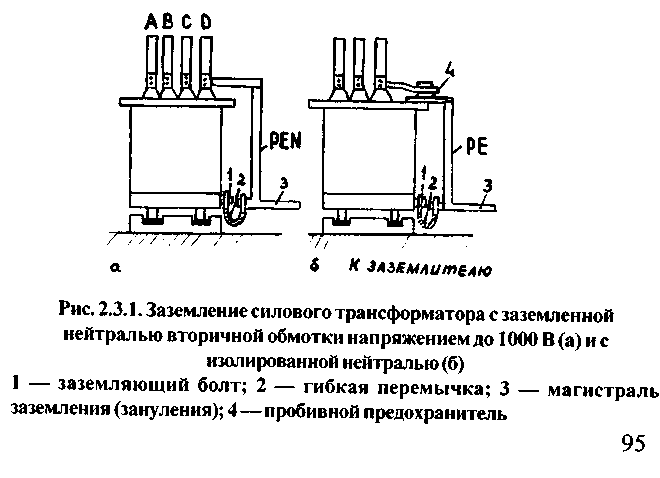 A B C D
4
PEN
PE
1 2
3
1 2
3
а
б К ЗАЗЕМЛИТЕЛЮ
Рис. 2.3.1. Заземление силового трансформатора с заземленной
нейтралью вторичной обмотки напряжением до 1000 В (а) и с
изолированной нейтралью (б)
1 — заземляющий болт; 2 — гибкая перемычка; 3 — магистраль
заземления (зануления); 4 — пробивной предохранитель
95